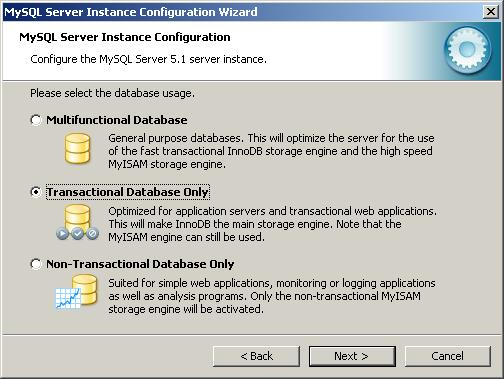 MySQL Server Instance Configuration Wizard
MySQL Server Instance Configuration
Configure the MySQL Server 5.1 server instance.
Please select the database usage.
Multifunctional Database
General purpose databases. This will optimize the server for the use
of the fast transactional InnoDB storage engine and the high speed
MyISAM storage engine.
Transactional Database Only
Optimized for application servers and transactional web applications.
This will make InnoDB the main storage engine. Note that the
MyISAM engine can still be used.
Non-Transactional Database Only
Suited for simple web applications, monitoring or logging applications
as well as analysis programs. Only the non-transactional MyISAM
storage engine will be activated.
< Back
Next >
Cancel